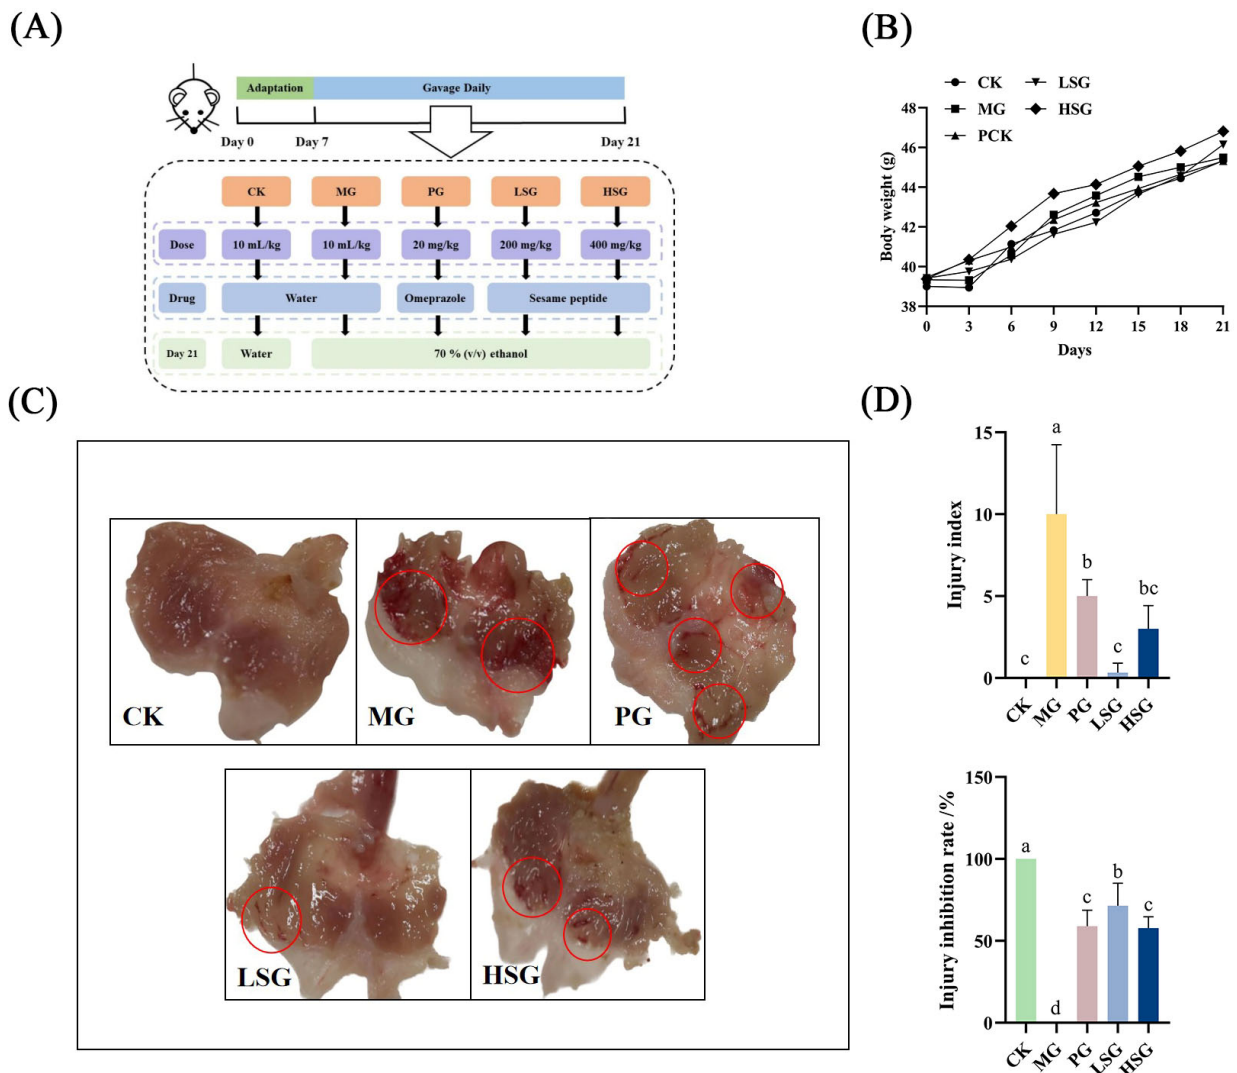 (A)
Adaptation
Gavage Daily
Day 0
Day 7
Day 21
CK
MG
PG
LSG
HSG
Dose
10 mL/kg
10 mL/kg
20 mg/kg
200 mg/kg
400 mg/kg
Drug
Water
Omeprazole
Sesame peptide
Day 21
Water
70 % (v/v) ethanol
(B)
CK
LSG
MG
HSG
PCK
Body weight (g)
48
46
44
42
40
38
0
3
6
9
12
15
18
21
Days
(C)
CK
MG
PG
LSG
HSG
(D)
Injury index
15
10
5
0
c
a
b
c
bc
CK
MG
PG
LSG
HSG
Injury inhibition rate /%
150
100
50
0
a
d
c
b
c
CK
MG
PG
LSG
HSG